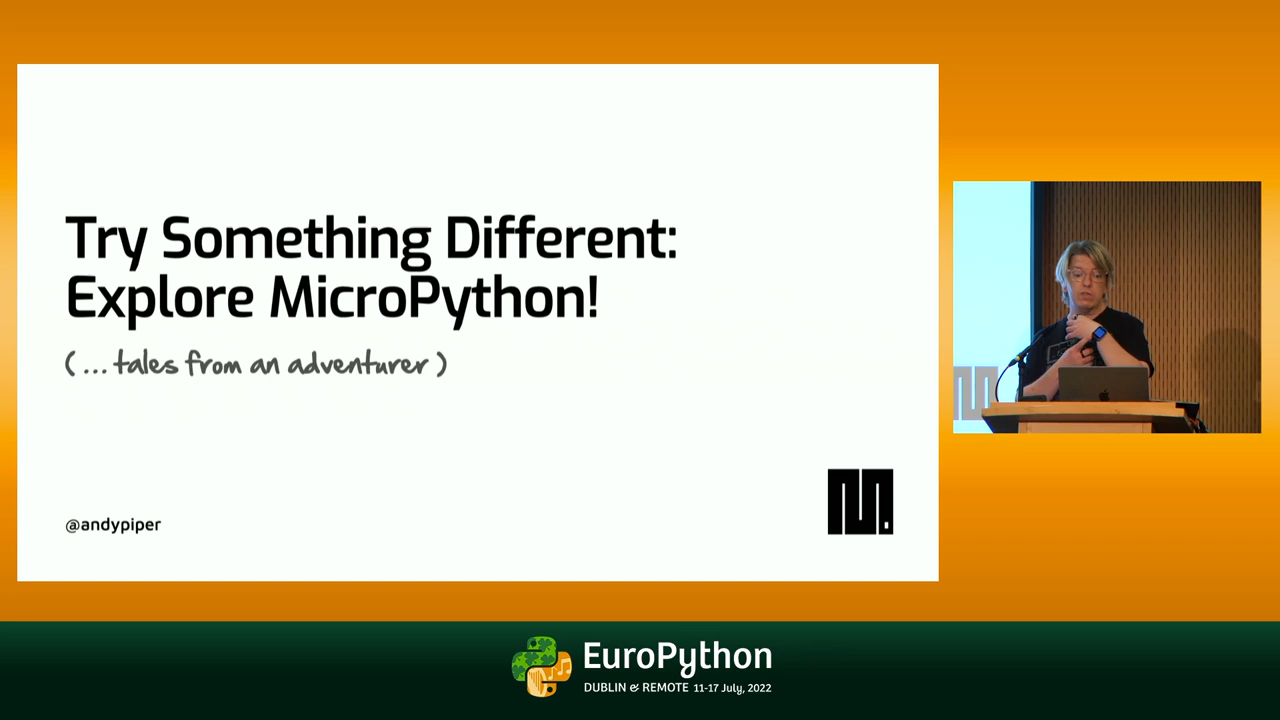 Try Something Different:
Explore MicroPython!
(... tales from an adventurer)
@andypiper
EuroPython
DUBLIN & REMOTE 11-17 July, 2022